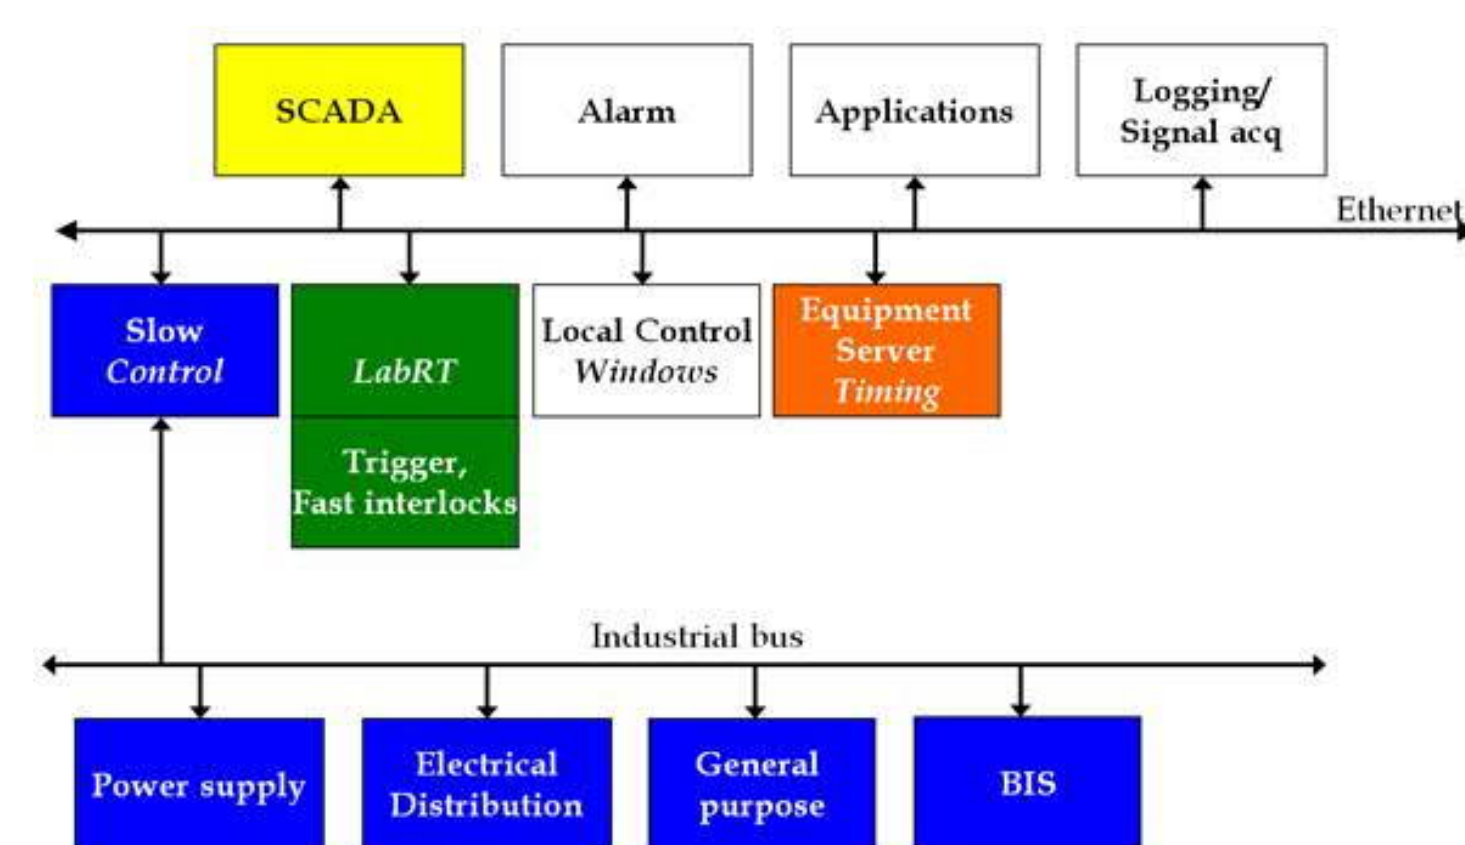 SCADA
Alarm
Applications
Logging/
Signal acq
Ethernet
Slow
Control
LabRT
Local Control
Windows
Equipment
Server
Timing
Trigger,
Fast interlocks
Industrial bus
Power supply
Electrical
Distribution
General
purpose
BIS